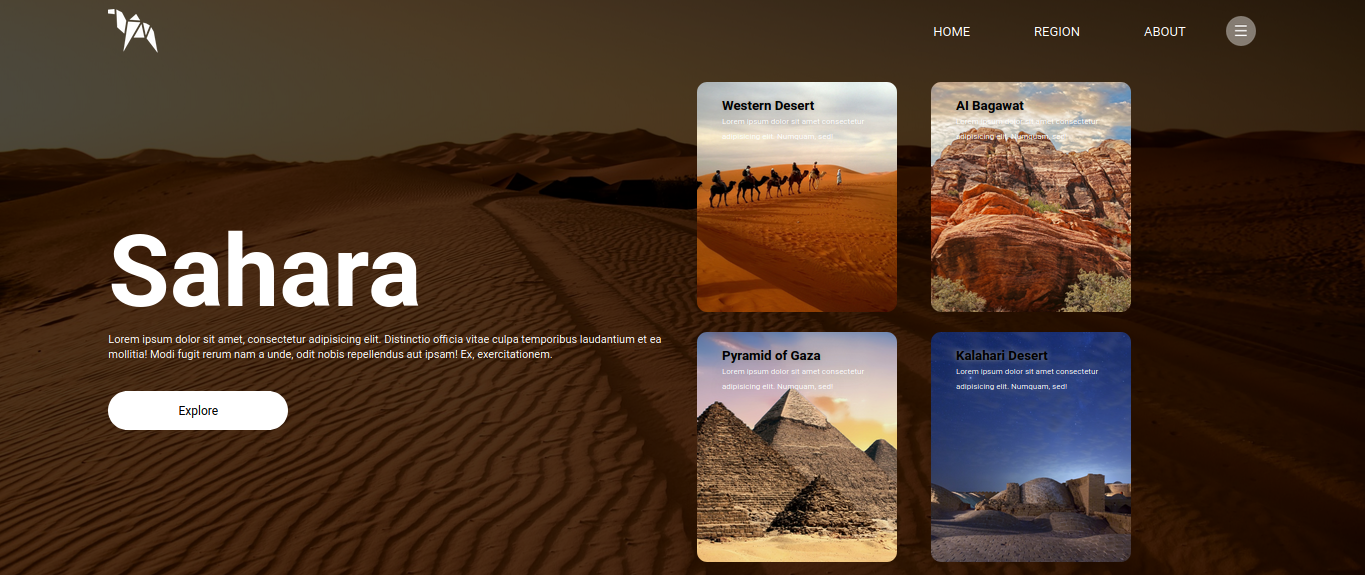 HOME REGION ABOUT
Sahara
Lorem ipsum dolor sit amet, consectetur adipisicing elit. Distinctio officia vitae culpa temporibus laudantium et ea
mollitia! Modi fugit rerum nam a unde, odit nobis repellendus aut ipsam! Ex, exercitationem.
Explore
Western Desert
Lorem ipsum dolor sit amet consectetur
adipisicing elit. Numquam, sed!
Al Bagawat
Lorem ipsum dolor sit amet consectetur
adipisicing elit. Numquam, sed!
Pyramid of Gaza
Lorem ipsum dolor sit amet consectetur
adipisicing elit. Numquam, sed!
Kalahari Desert
Lorem ipsum dolor sit amet consectetur
adipisicing elit. Numquam, sed!